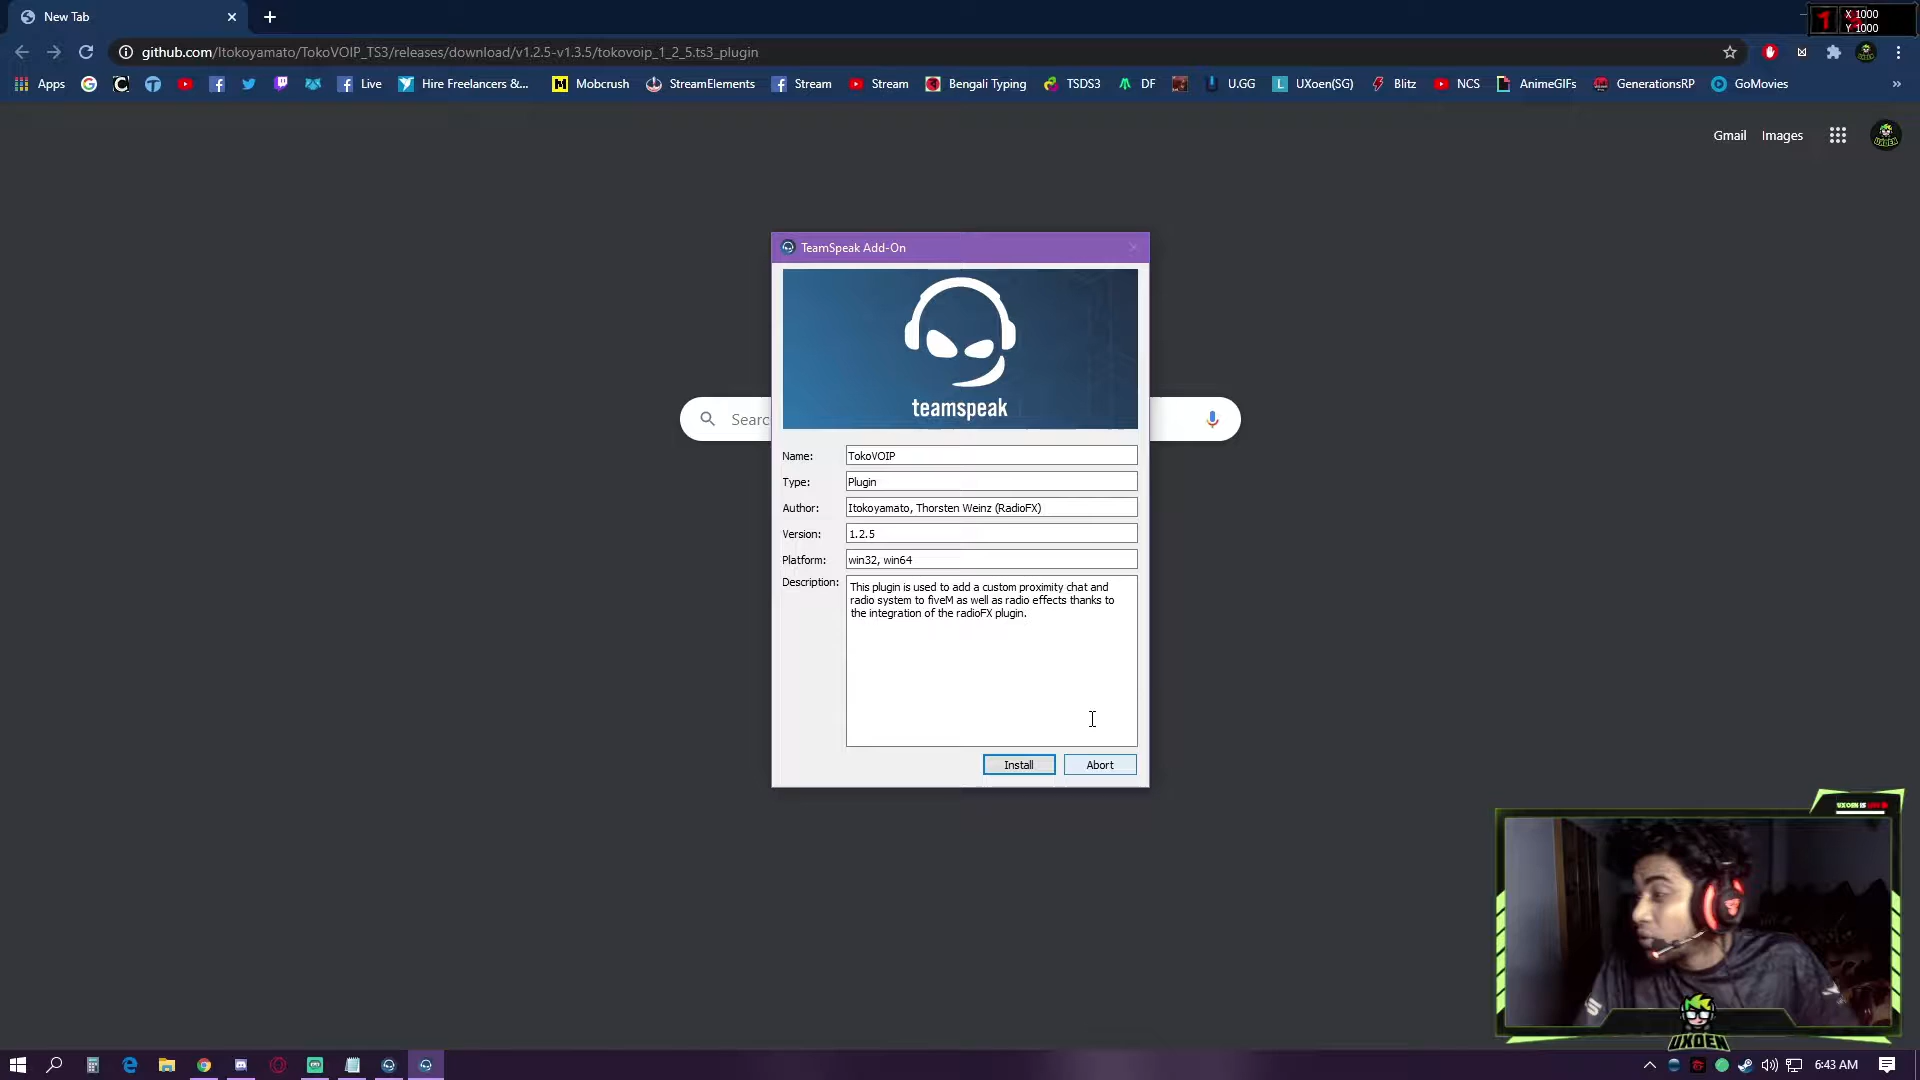 New Tab
X 1000
Y 1000
github.com/Itokoyamato/TokoVOIP_TS3/releases/download/v1.2.5-v1.3.5/tokovoip_1_2_5.ts3_plugin
Apps
Live
Hire Freelancers &...
Mobcrush
StreamElements
Stream
Stream
Bengali Typing
TSDS3
DF
U.GG
UXoen(SG)
Blitz
NCS
AnimeGIFs
GenerationsRP
GoMovies
»
Gmail
Images
TeamSpeak Add-On
teamspeak
Searc
Name:
TokoVOIP
Type:
Plugin
Author:
Itokoyamato, Thorsten Weinz (RadioFX)
Version:
1.2.5
Platform:
win32, win64
Description:
This plugin is used to add a custom proximity chat and
radio system to fiveM as well as radio effects thanks to
the integration of the radioFX plugin.
Install
Abort
UXOEN IS
UXOEN
6:43 AM